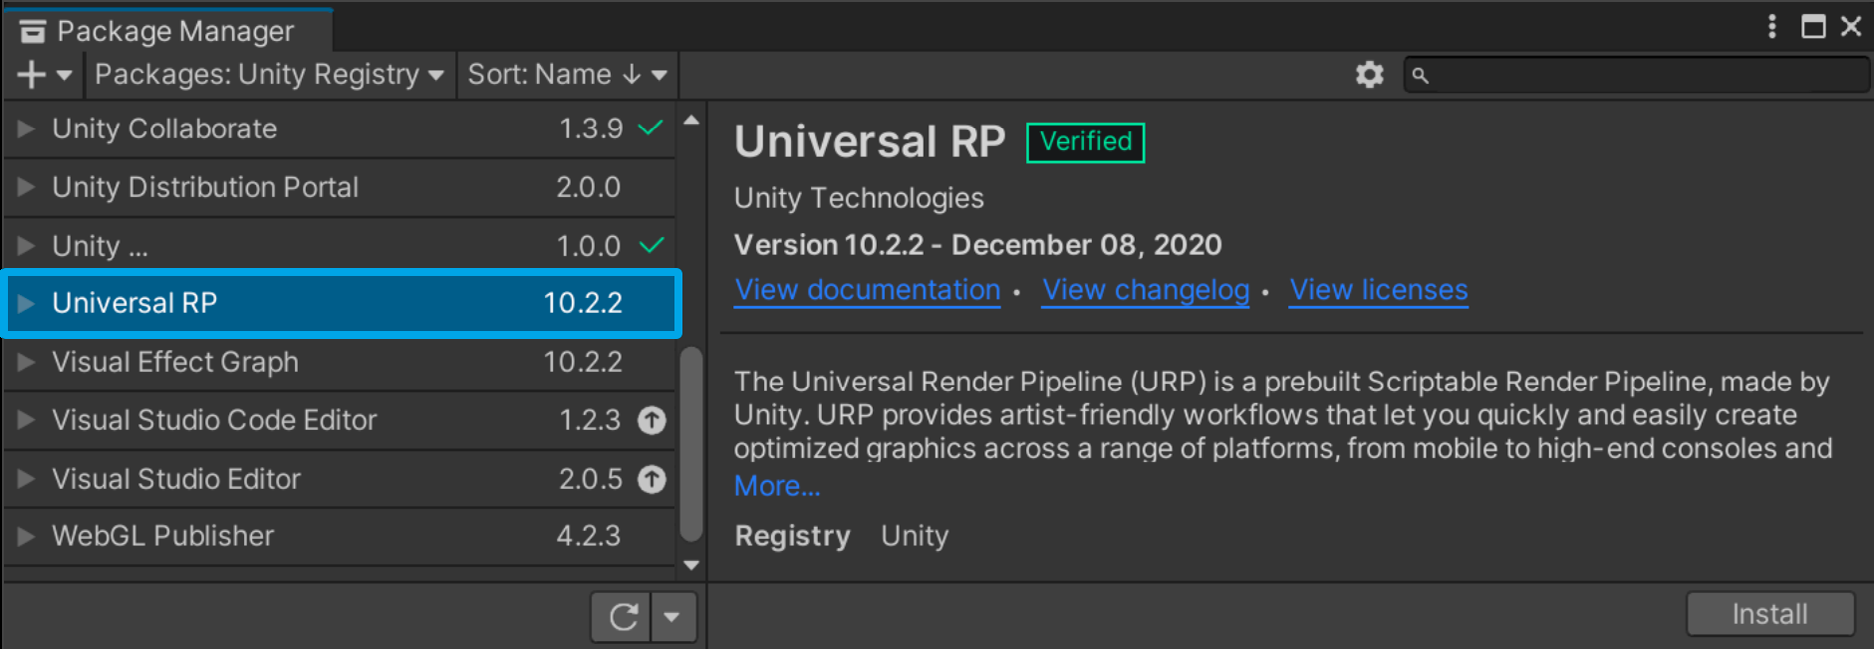 Package Manager
Packages: Unity Registry Sort: Name ↓
Unity Collaborate 1.3.9
Unity Distribution Portal 2.0.0
Unity ... 1.0.0
Universal RP 10.2.2
Visual Effect Graph 10.2.2
Visual Studio Code Editor 1.2.3
Visual Studio Editor 2.0.5
WebGL Publisher 4.2.3
Universal RP Verified
Unity Technologies
Version 10.2.2 - December 08, 2020
View documentation • View changelog • View licenses
The Universal Render Pipeline (URP) is a prebuilt Scriptable Render Pipeline, made by
Unity. URP provides artist-friendly workflows that let you quickly and easily create
optimized graphics across a range of platforms, from mobile to high-end consoles and
More...
Registry Unity
Install